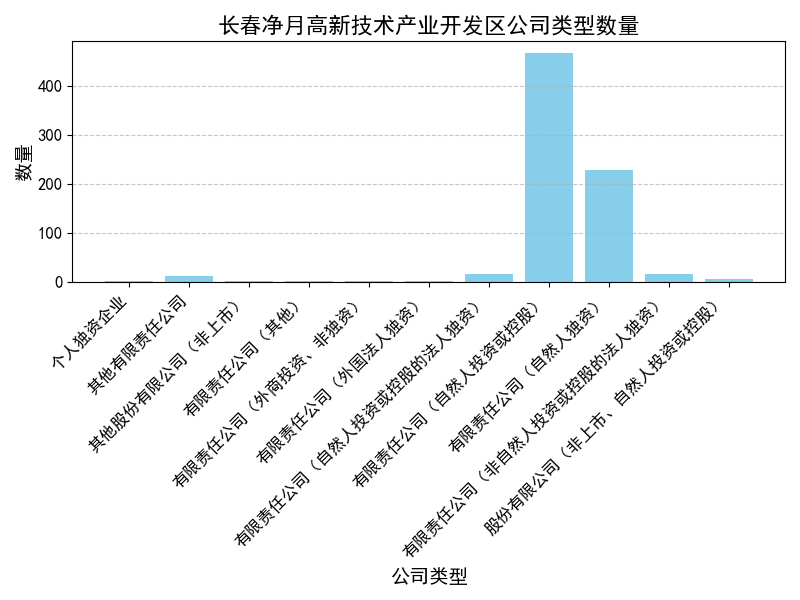 长春净月高新技术产业开发区公司类型数量
数量
400
300
200
100
0
个人独资企业
其他有限责任公司
其他股份有限公司（非上市）
有限责任公司（其他）
有限责任公司（外商投资、非独资）
有限责任公司（外国法人独资）
有限责任公司（自然人投资或控股的法人独资）
有限责任公司（自然人投资或控股）
有限责任公司（自然人独资）
有限责任公司（非自然人投资或控股的法人独资）
股份有限公司（非上市、自然人投资或控股）
公司类型